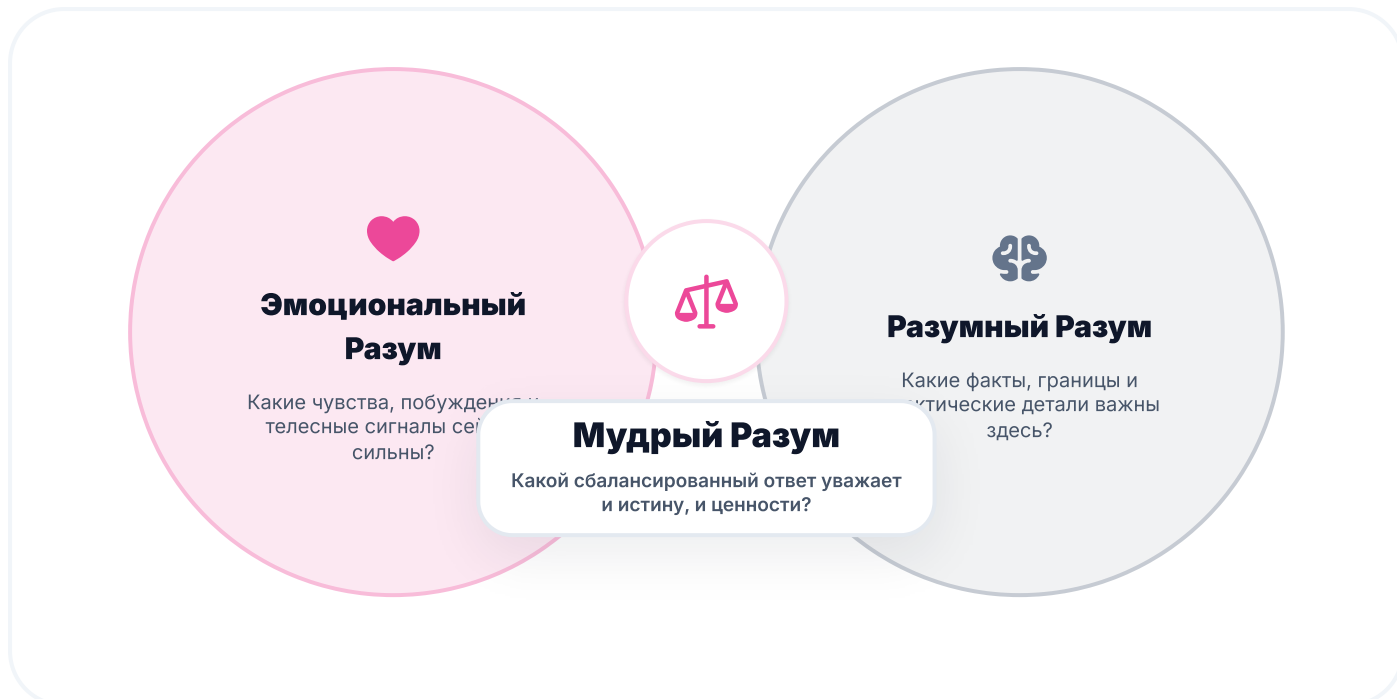 Эмоциональный
Разум
Какие чувства, побуждения и
телесные сигналы
сильны?
Мудрый Разум
Какой сбалансированный ответ уважает
и истину, и ценности?
Разумный Разум
Какие факты, границы и
детали важны
здесь?